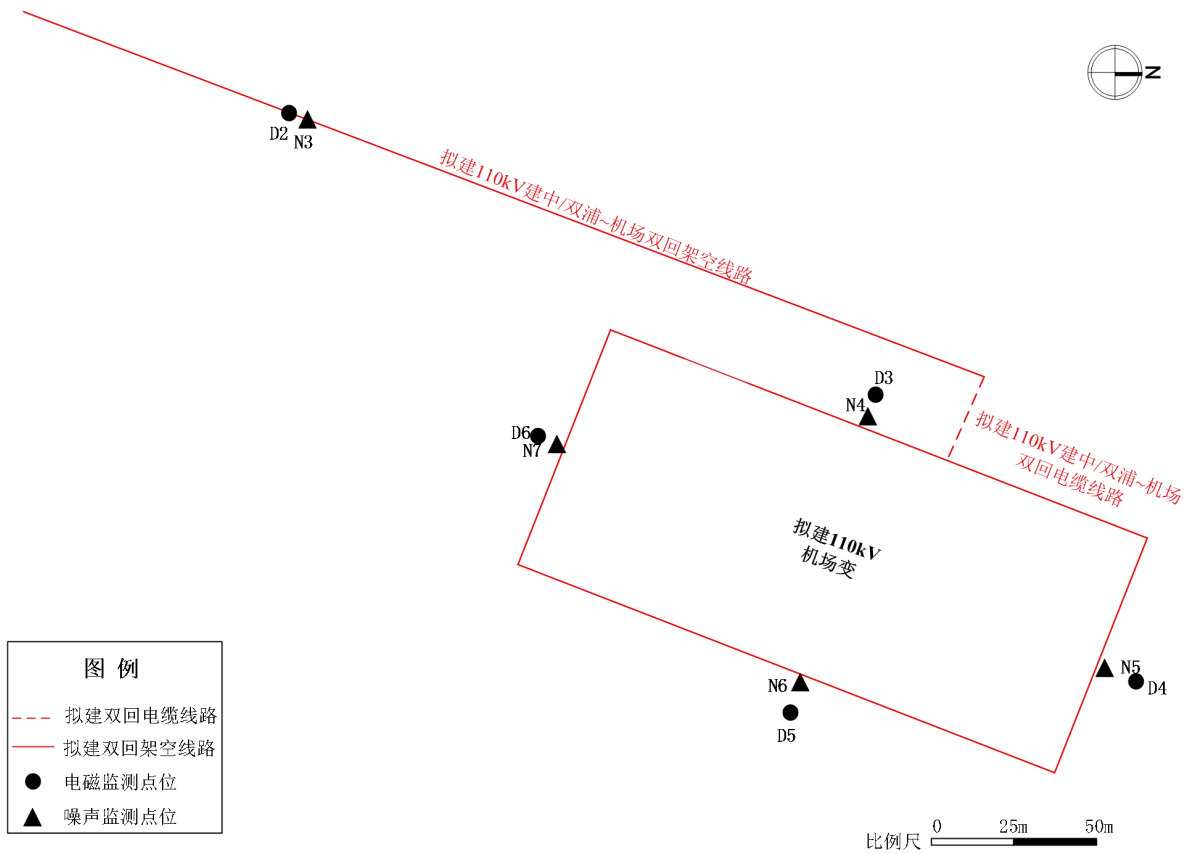 N
D2
N3
拟建110kV建中/双浦~机场双回架空线路
D3
N4
拟建110kV建中/双浦~机场
双回电缆线路
D6
N7
拟建110kV
机场变
N5
D4
N6
D5
图 例
拟建双回电缆线路
拟建双回架空线路
电磁监测点位
噪声监测点位
比例尺 0 25m 50m